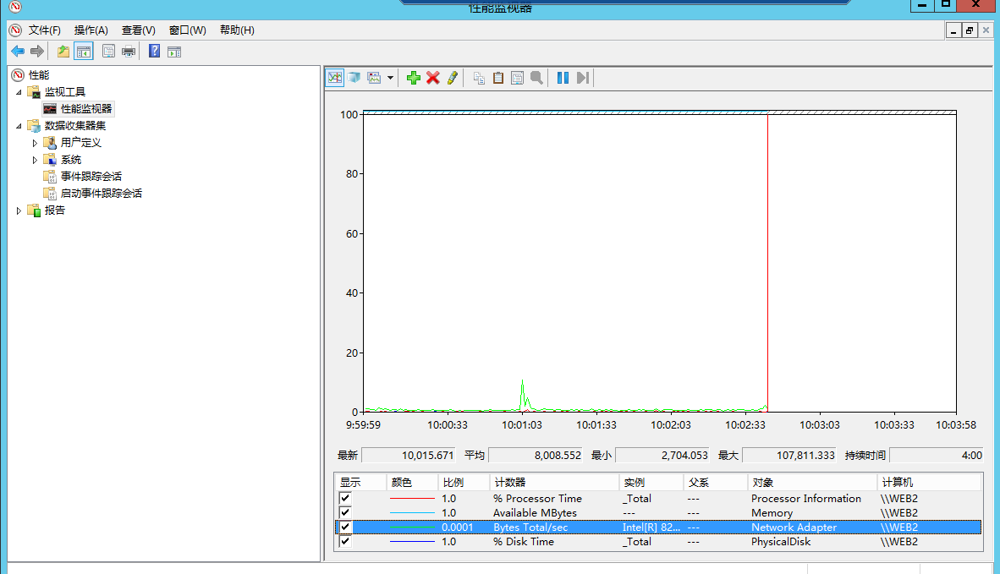 性能监视器
文件(F) 操作(A) 查看(V) 窗口(W) 帮助(H)
性能
监视工具
性能监视器
数据收集器集
用户定义
系统
事件跟踪会话
启动事件跟踪会话
报告
100
80
60
40
20
0
9:59:59 10:00:33 10:01:03 10:01:33 10:02:03 10:02:33 10:03:03 10:03:33 10:03:58
最新 10,015.671 平均 8,008.552 最小 2,704.053 最大 107,811.333 持续时间 4:00
显示 颜色 比例 计数器 实例 父系 对象 计算机
1.0 % Processor Time _Total --- Processor Information \\WEB2
1.0 Available MBytes --- --- Memory \\WEB2
0.0001 Bytes Total/sec Intel[R] 82... --- Network Adapter \\WEB2
1.0 % Disk Time _Total --- PhysicalDisk \\WEB2